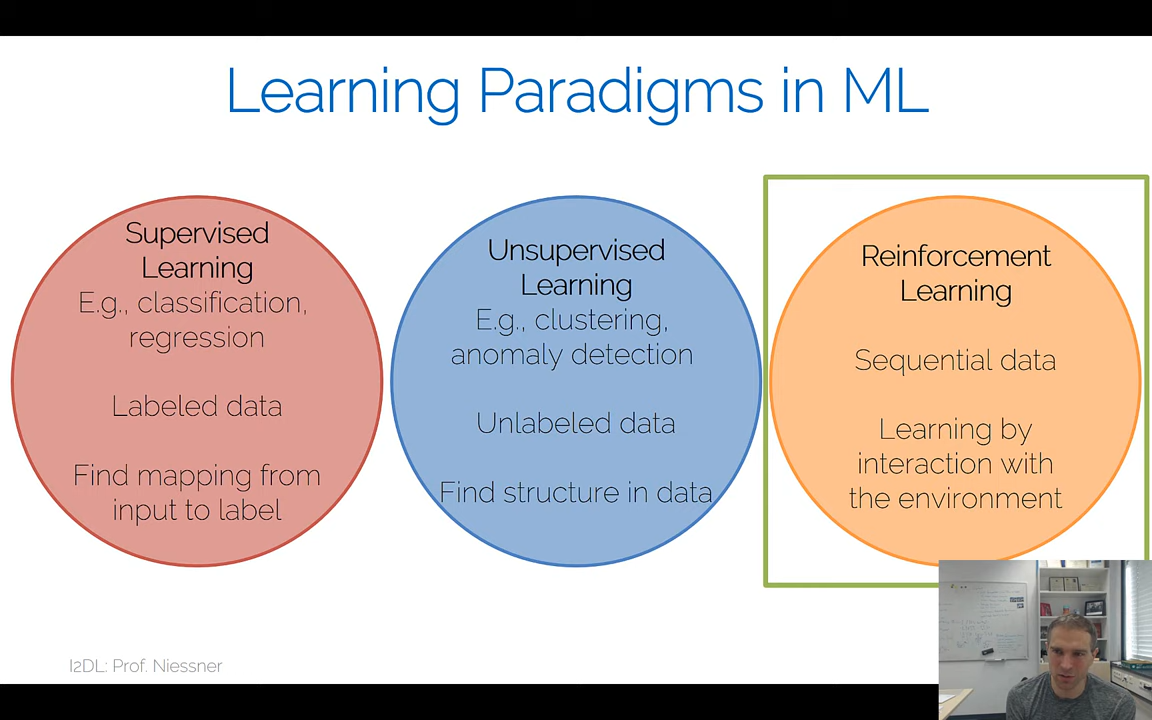 Learning Paradigms in ML
Supervised
Learning
E.g., classification,
regression
Labeled data
Find mapping from
input to label
Unsupervised
Learning
E.g., clustering,
anomaly detection
Unlabeled data
Find structure in data
Reinforcement
Learning
Sequential data
Learning by
interaction with
the environment
I2DL: Prof. Niessner